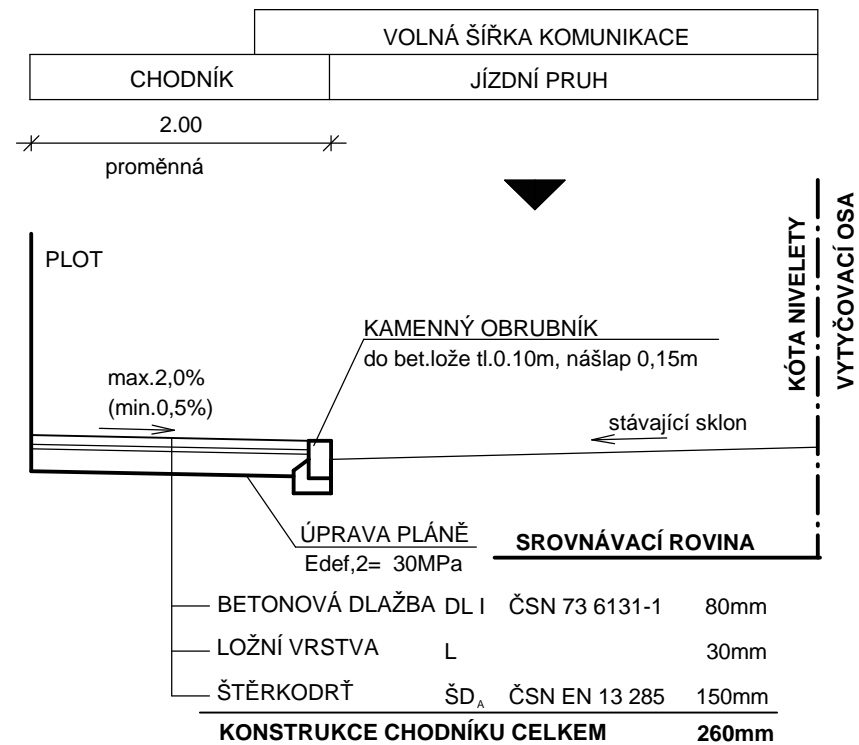 VOLNÁ ŠÍŘKA KOMUNIKACE
CHODNÍK JÍZDNÍ PRUH
2.00
proměnná
PLOT
KÓTA NIVELETY
VYTYČOVACÍ OSA
KAMENNÝ OBRUBNÍK
do bet.lože tl.0.10m, nášlap 0,15m
max.2,0%
(min.0,5%)
stávající sklon
ÚPRAVA PLÁNĚ
Edef,2= 30MPa
SROVNÁVACÍ ROVINA
BETONOVÁ DLAŽBA DL I ČSN 73 6131-1 80mm
LOŽNÍ VRSTVA L 30mm
ŠTĚRKODRŤ ŠDA ČSN EN 13 285 150mm
KONSTRUKCE CHODNÍKU CELKEM 260mm